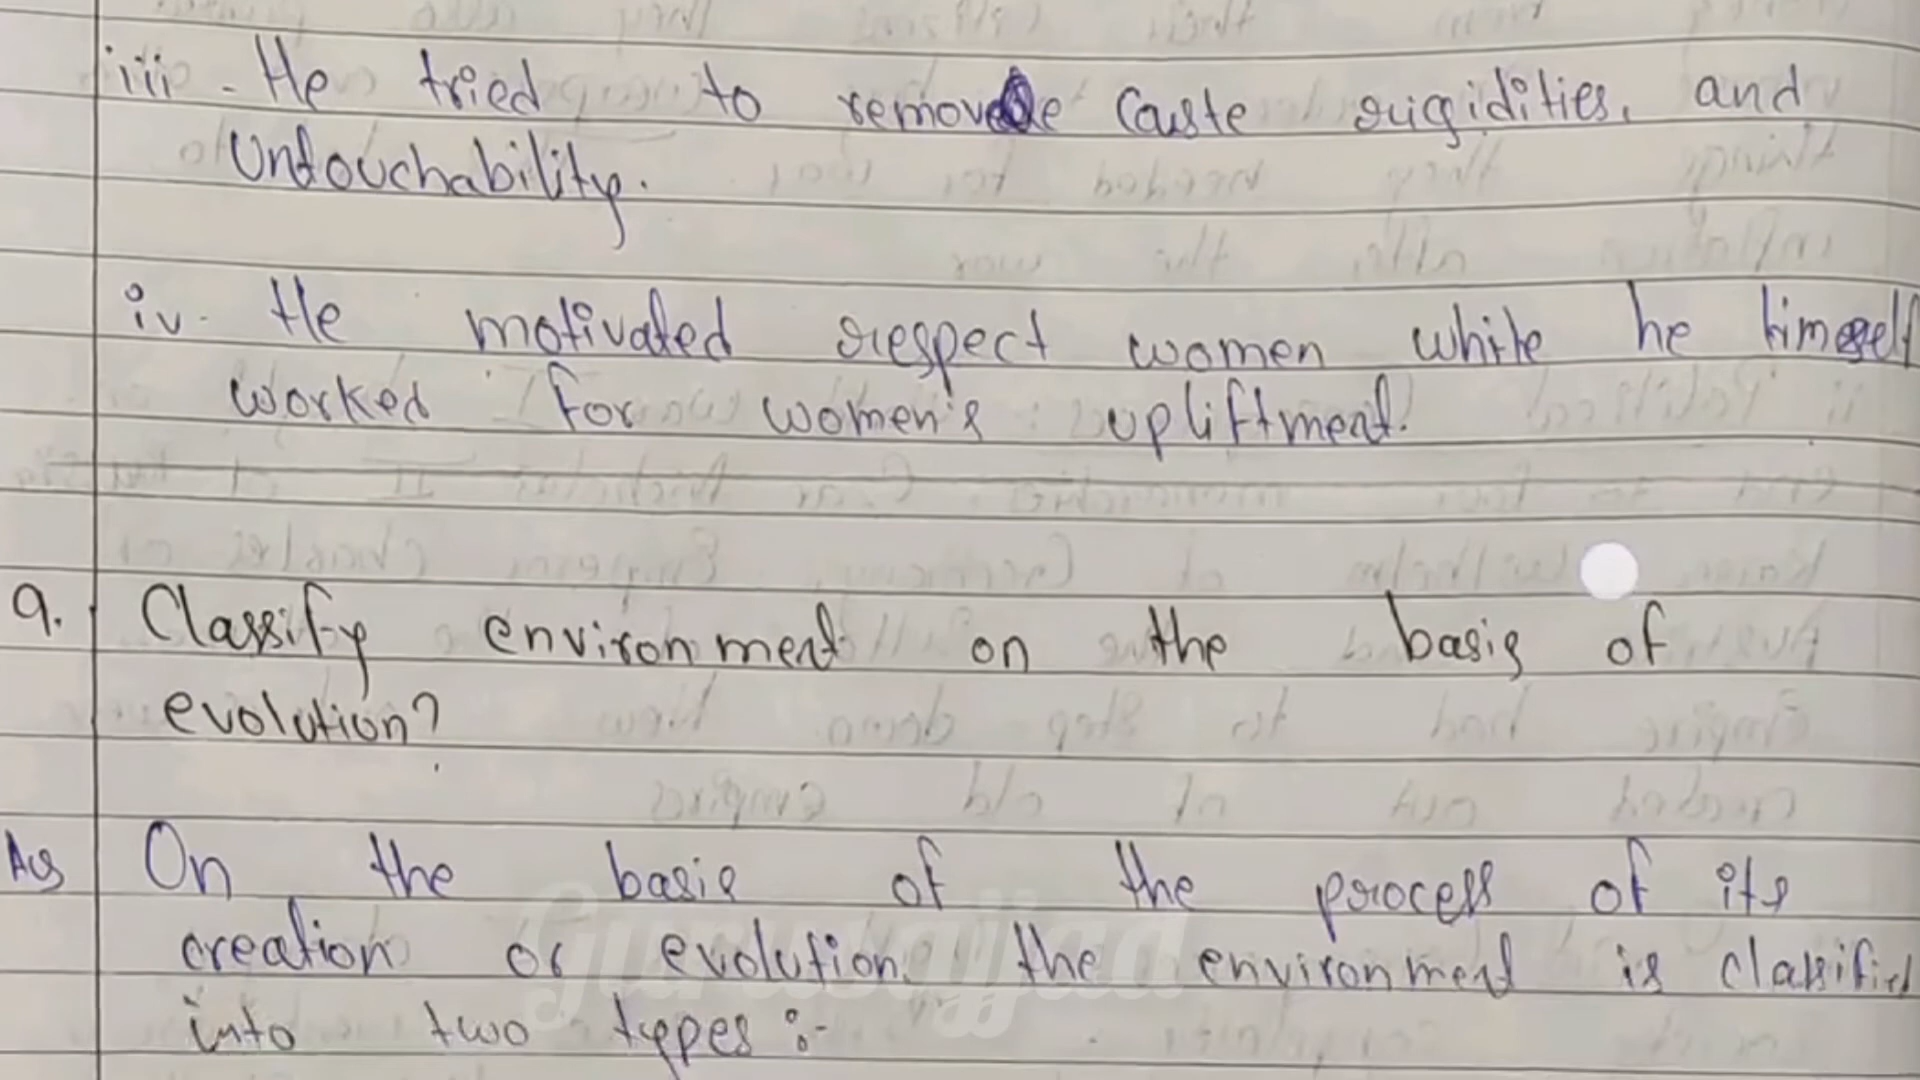 iii - He tried to remove caste rigidities, and
Untouchability.
iv. He motivated respect women while he himself
worked for women's upliftment.
9. Classify environment on the basis of
evolution?
Ans On the basis of the process of its
creation or evolution, the environment is classified
into two types :-
Gurusajjad